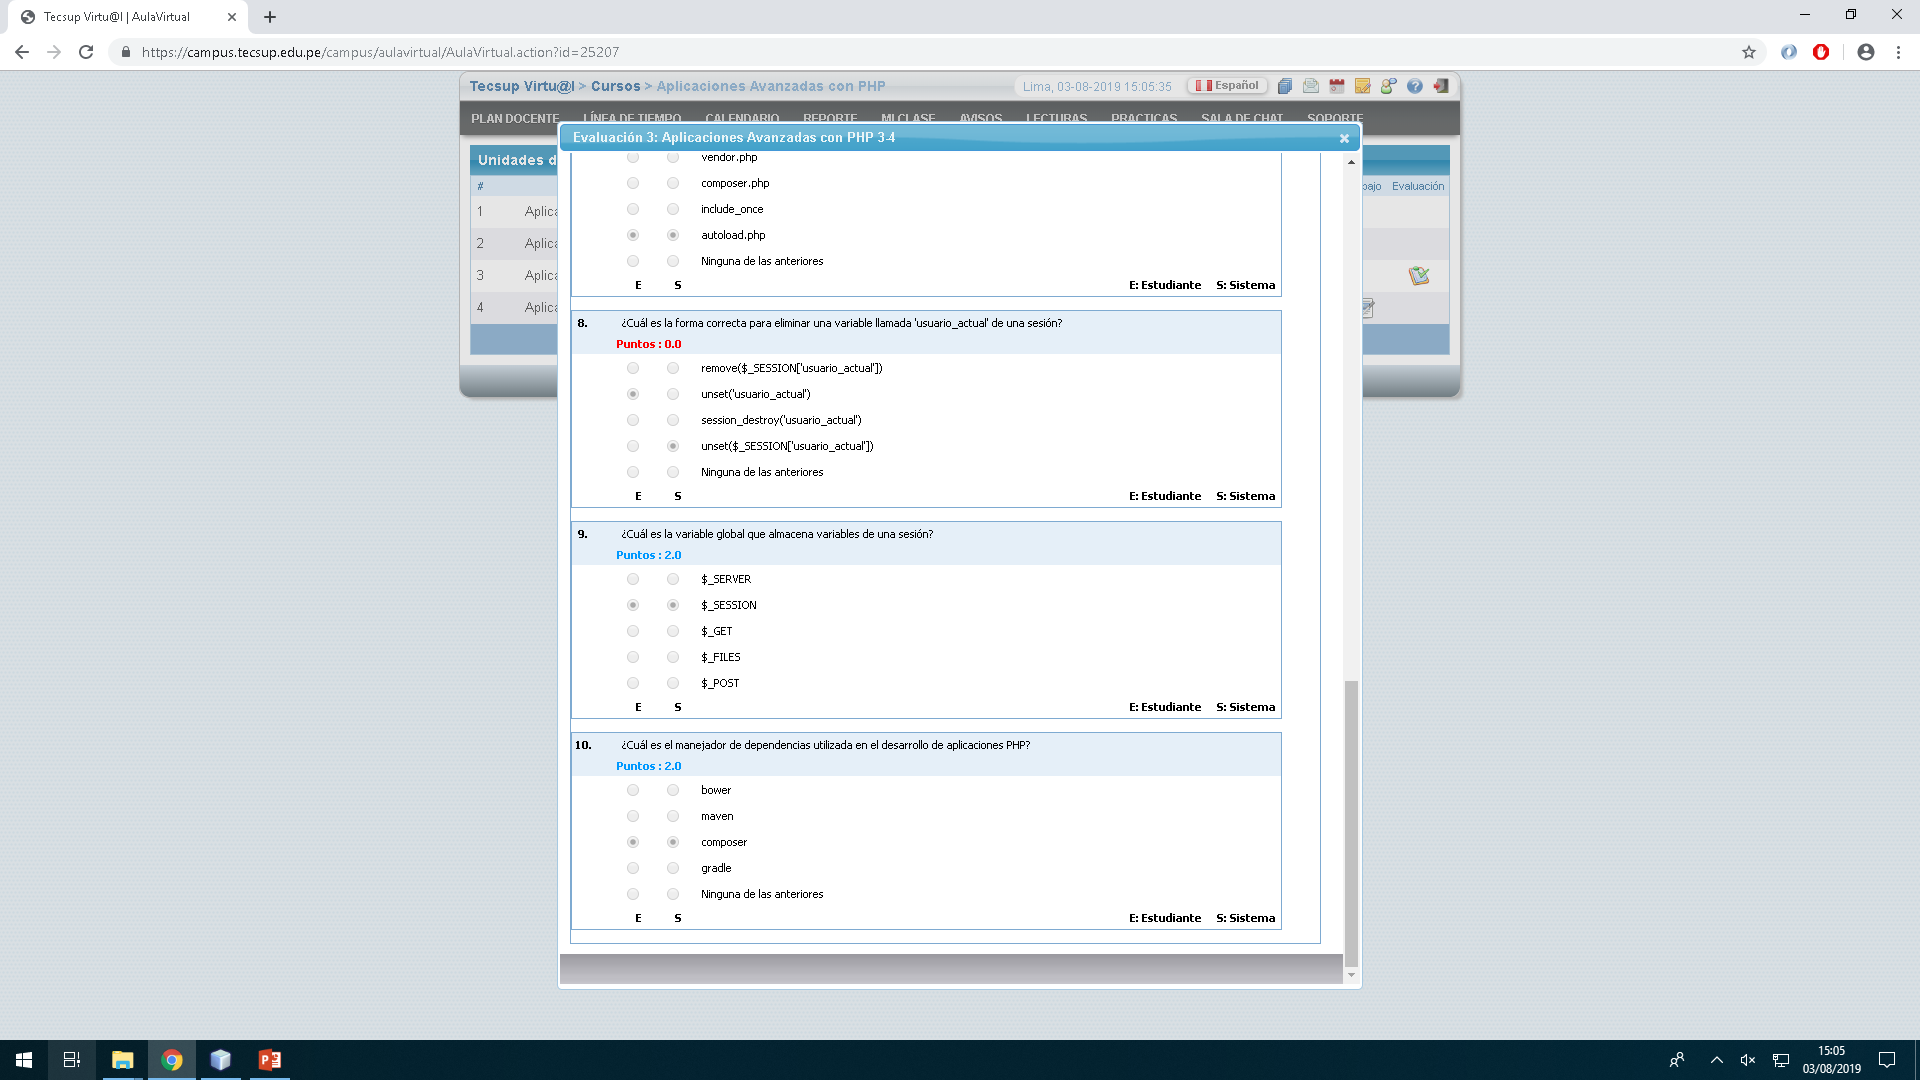 Tecsup Virtu@l | AulaVirtual
https://campus.tecsup.edu.pe/campus/aulavirtual/AulaVirtual.action?id=25207
Tecsup Virtu@l > Cursos > Aplicaciones Avanzadas con PHP
Lima, 03-08-2019 15:05:35
Español
PLAN DOCENTE LÍNEA DE TIEMPO CALENDARIO REPORTE MI CLASE AVISOS LECTURAS PRACTICAS SALA DE CHAT SOPORTE
Evaluación 3: Aplicaciones Avanzadas con PHP 3-4
Unidades d
# bajo Evaluación
1 Aplica
2 Aplica
3 Aplica
4 Aplica
vendor.php
composer.php
include_once
autoload.php
Ninguna de las anteriores
E S E: Estudiante S: Sistema
8. ¿Cuál es la forma correcta para eliminar una variable llamada 'usuario_actual' de una sesión?
Puntos : 0.0
remove($_SESSION['usuario_actual'])
unset('usuario_actual')
session_destroy('usuario_actual')
unset($_SESSION['usuario_actual'])
Ninguna de las anteriores
E S E: Estudiante S: Sistema
9. ¿Cuál es la variable global que almacena variables de una sesión?
Puntos : 2.0
$_SERVER
$_SESSION
$_GET
$_FILES
$_POST
E S E: Estudiante S: Sistema
10. ¿Cuál es el manejador de dependencias utilizada en el desarrollo de aplicaciones PHP?
Puntos : 2.0
bower
maven
composer
gradle
Ninguna de las anteriores
E S E: Estudiante S: Sistema
15:05
03/08/2019